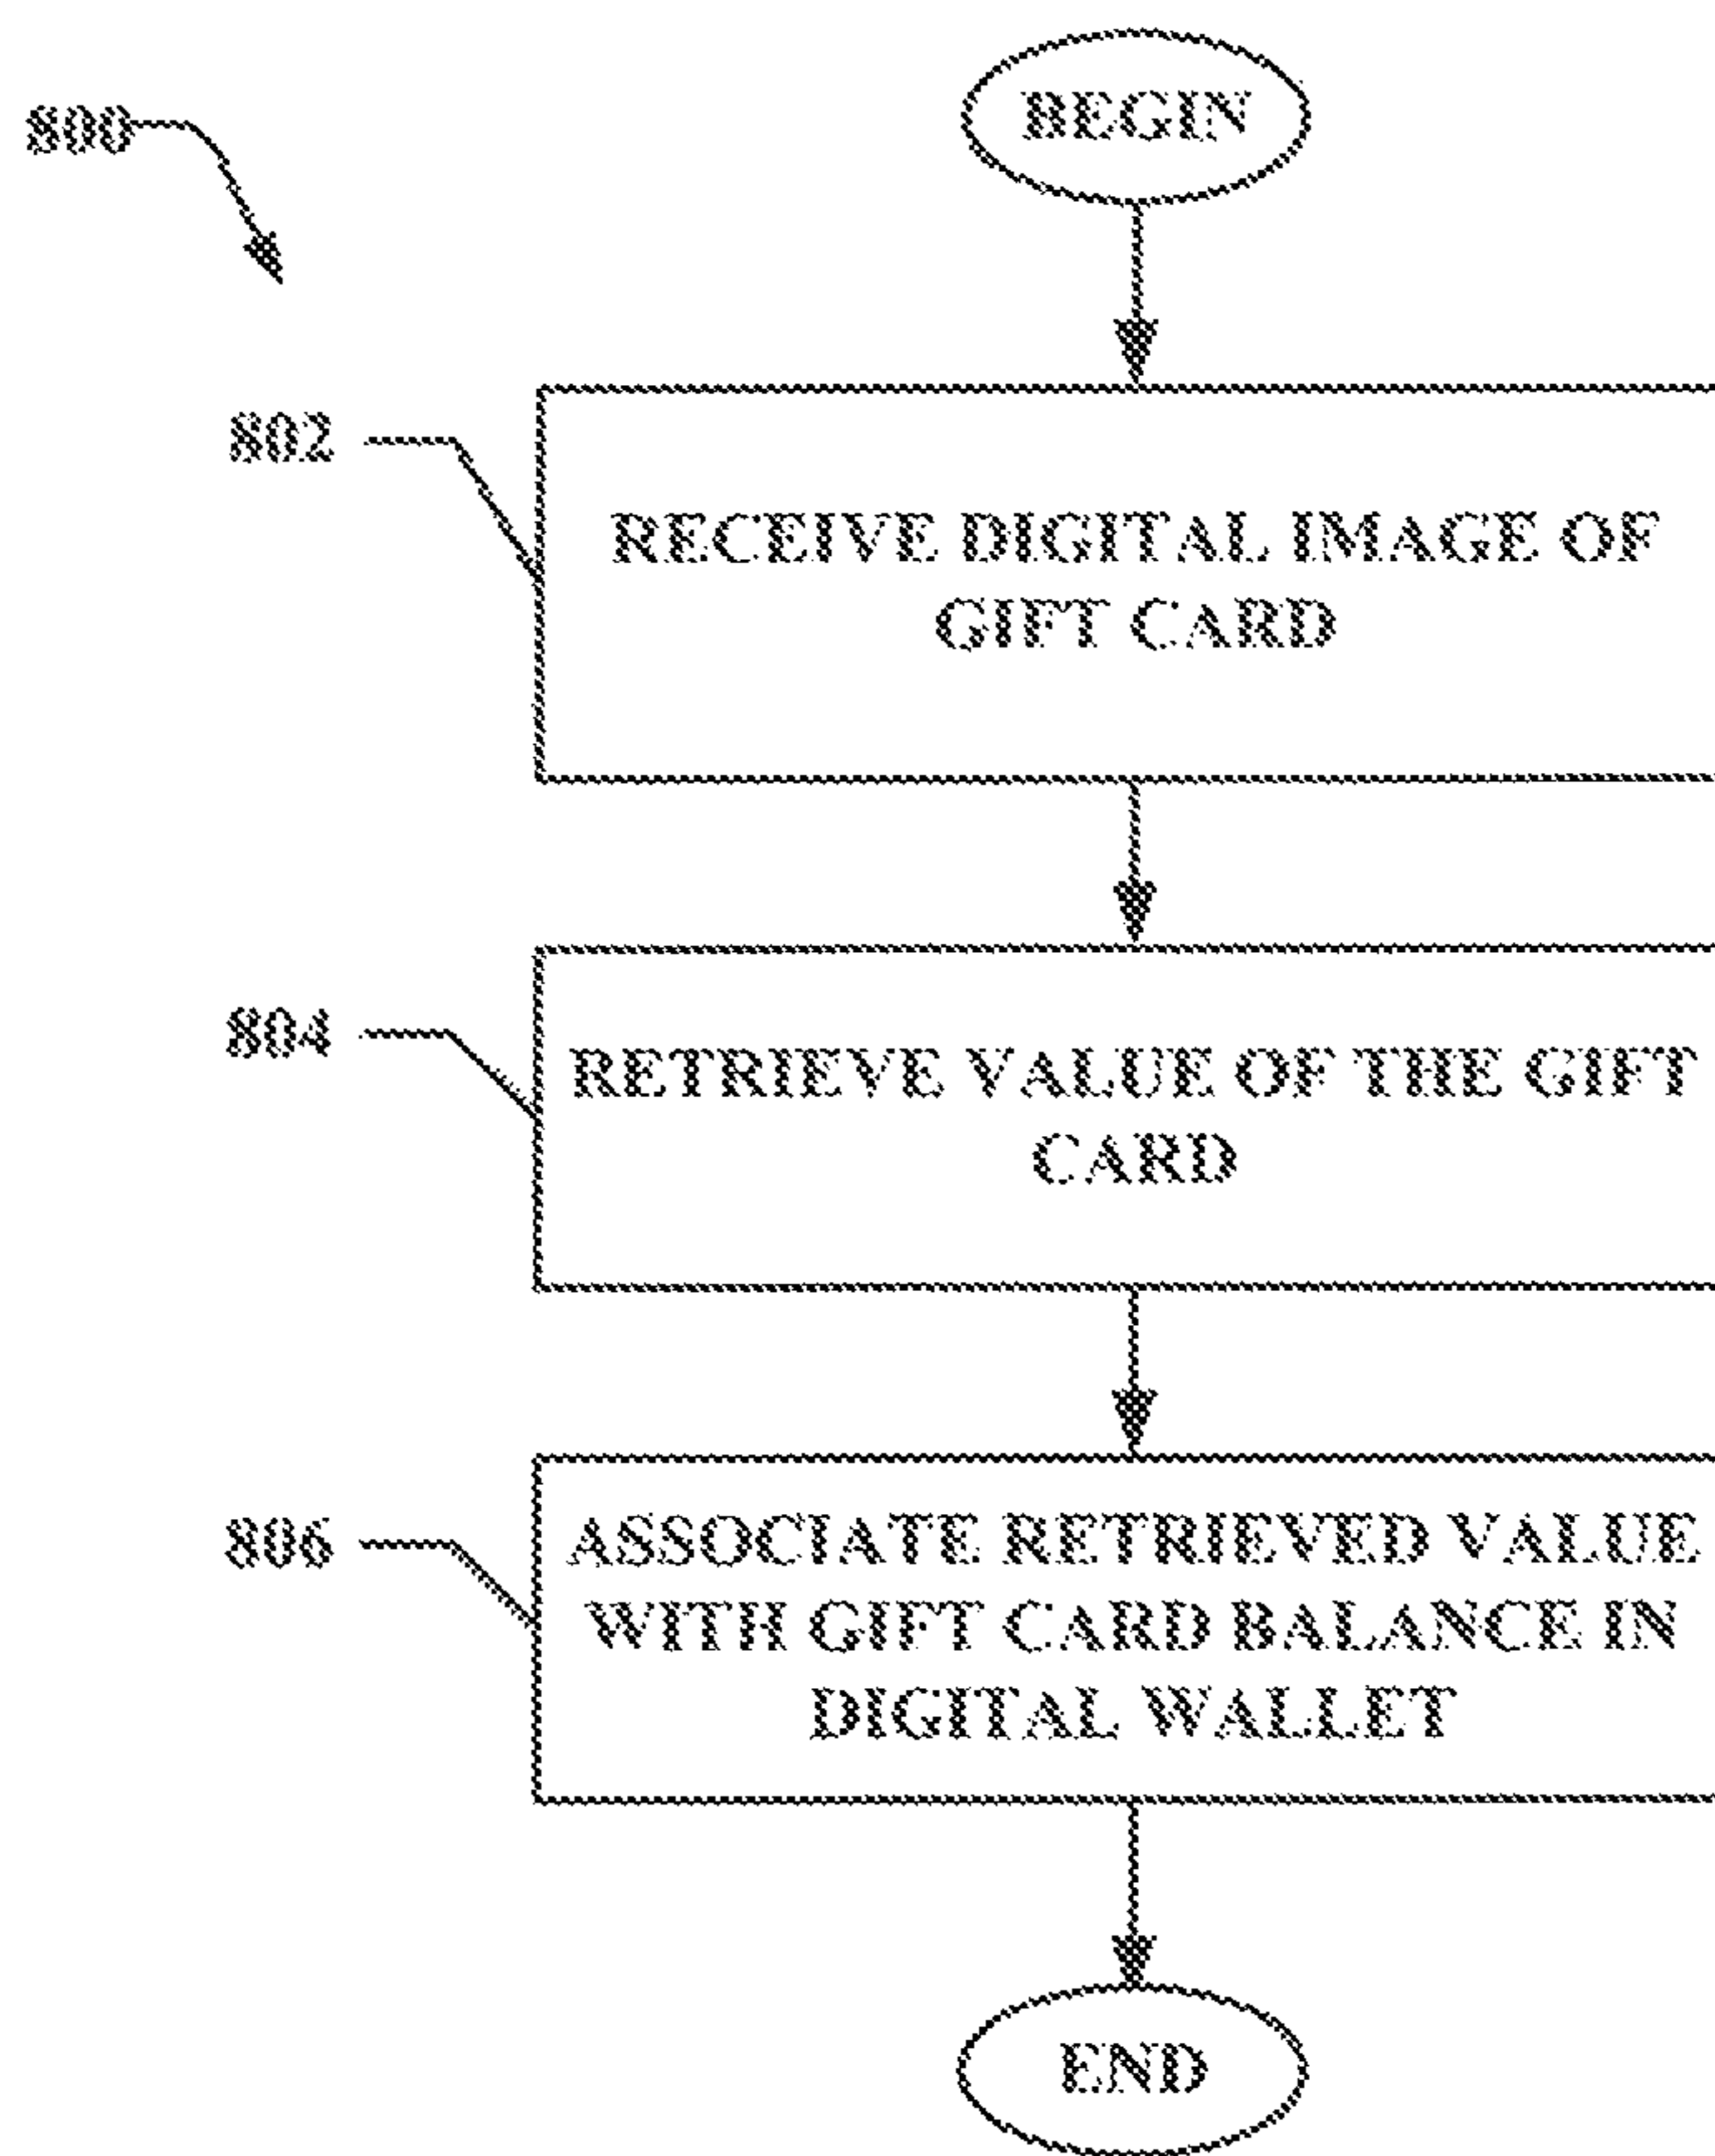 800
BEGIN
802
RECEIVE DIGITAL IMAGE OF
GIFT CARD
804
RETRIEVE VALUE OF THE GIFT
CARD
806
ASSOCIATE RETRIEVED VALUE
WITH GIFT CARD BALANCE IN
DIGITAL WALLET
END